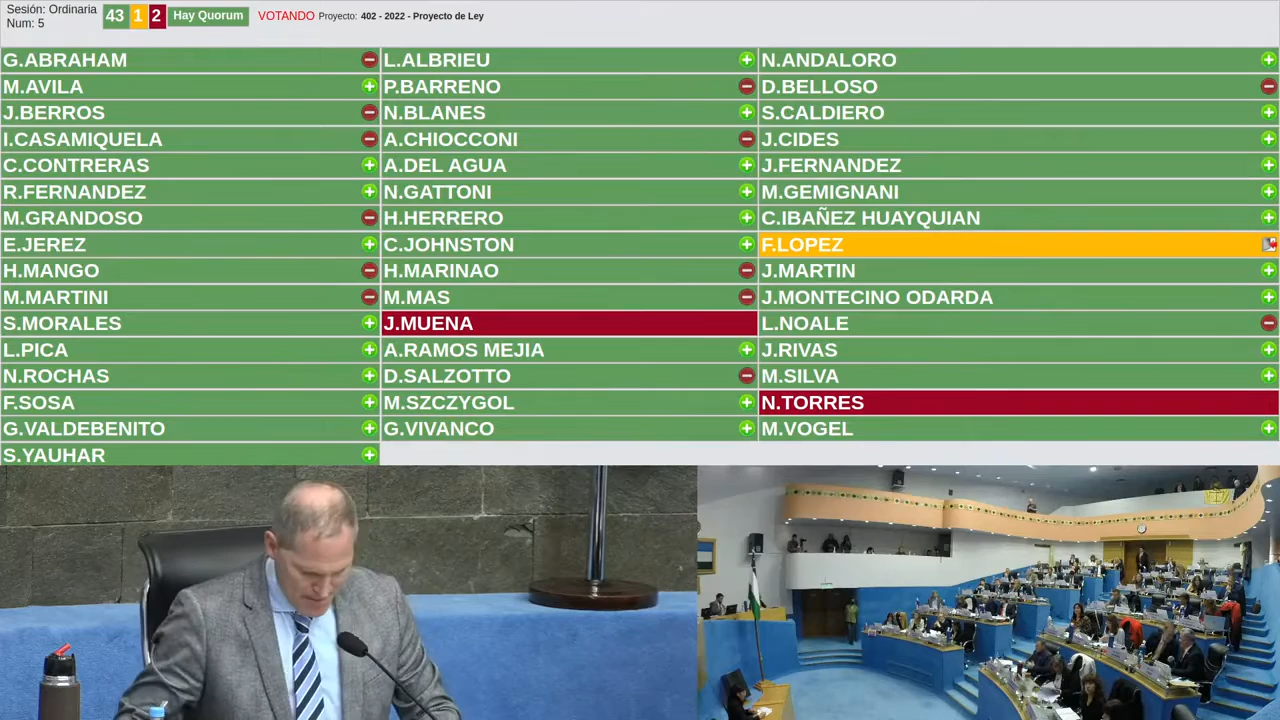 Sesión: Ordinaria
Num: 5
43 1 2 Hay Quorum
VOTANDO Proyecto: 402 - 2022 - Proyecto de Ley
G.ABRAHAM L.ALBRIEU N.ANDALORO
M.AVILA P.BARRENO D.BELLOSO
J.BERROS N.BLANES S.CALDIERO
I.CASAMIQUELA A.CHIOCCONI J.CIDES
C.CONTRERAS A.DEL AGUA J.FERNANDEZ
R.FERNANDEZ N.GATTONI M.GEMIGNANI
M.GRANDOSO H.HERRERO C.IBAÑEZ HUAYQUIAN
E.JEREZ C.JOHNSTON F.LOPEZ
H.MANGO H.MARINAO J.MARTIN
M.MARTINI M.MAS J.MONTECINO ODARDA
S.MORALES J.MUENA L.NOALE
L.PICA A.RAMOS MEJIA J.RIVAS
N.ROCHAS D.SALZOTTO M.SILVA
F.SOSA M.SZCZYGOL N.TORRES
G.VALDEBENITO G.VIVANCO M.VOGEL
S.YAUHAR